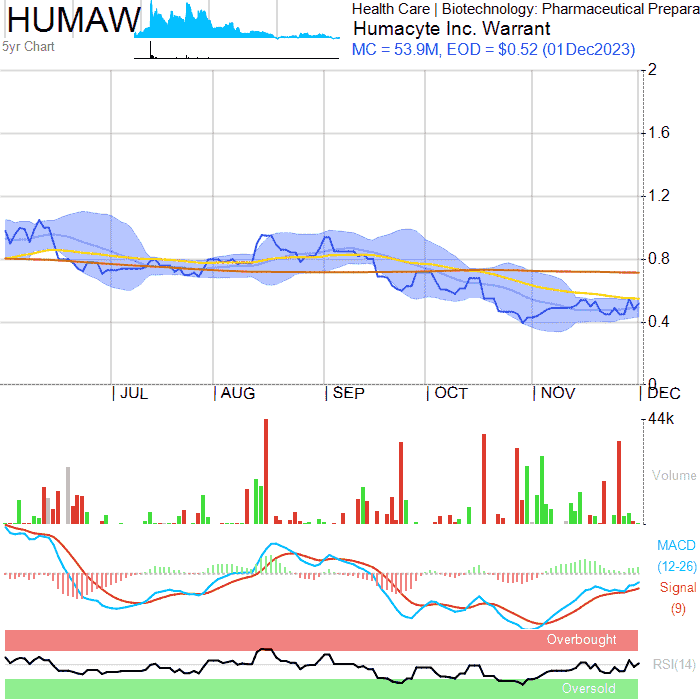 HUMAW
5yr Chart
Health Care | Biotechnology: Pharmaceutical Prepara
Humacyte Inc. Warrant
MC = 53.9M, EOD = $0.52 (01Dec2023)
2
1.6
1.2
0.8
0.4
0
| JUL | AUG | SEP | OCT | NOV | DEC
44k
Volume
MACD
(12-26)
Signal
(9)
Overbought
RSI(14)
Oversold